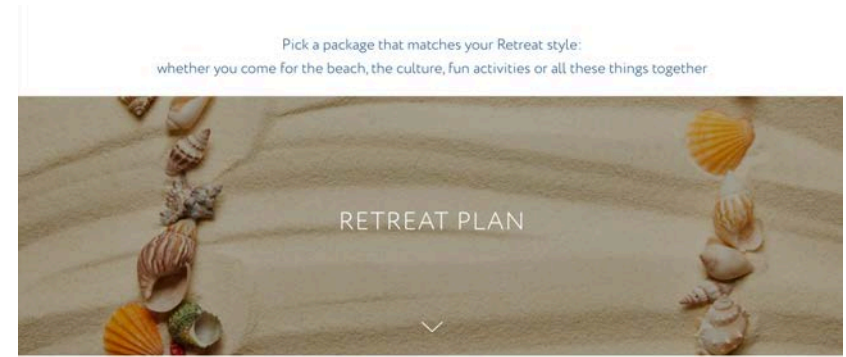 Pick a package that matches your Retreat style:
whether you come for the beach, the culture, fun activities or all these things together
RETREAT PLAN